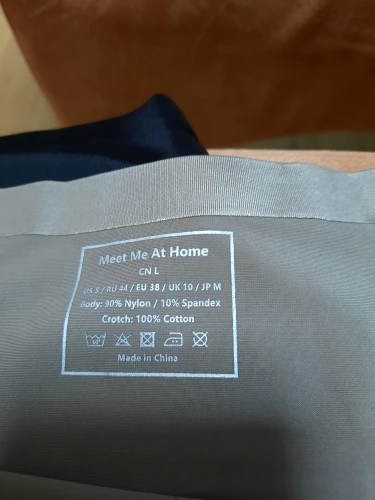 Meet Me At Home
CN L
US S / RU 44 / EU 38 / UK 10 / JP M
Body: 90% Nylon / 10% Spandex
Crotch: 100% Cotton
Made in China